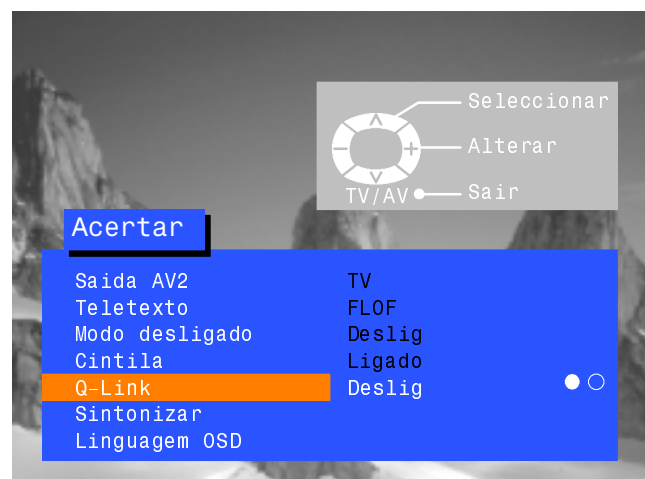 Seleccionar
Alterar
TV/AV Sair
Acertar
Saida AV2 TV
Teletexto FLOF
Modo desligado Deslig
Cintila Ligado
Q-Link Deslig
Sintonizar
Linguagem OSD